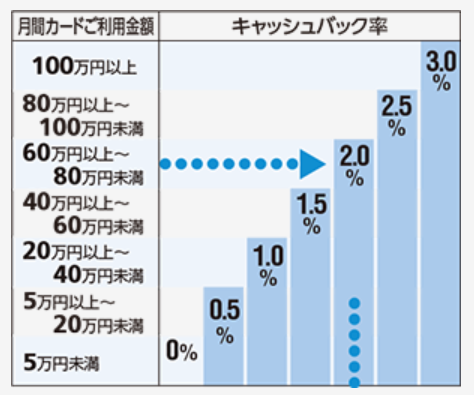 月間カードご利用金額
キャッシュバック率
100万円以上
3.0
%
80万円以上〜
100万円未満
2.5
%
60万円以上〜
80万円未満
2.0
%
40万円以上〜
60万円未満
1.5
%
20万円以上〜
40万円未満
1.0
%
5万円以上〜
20万円未満
0.5
%
5万円未満
0%